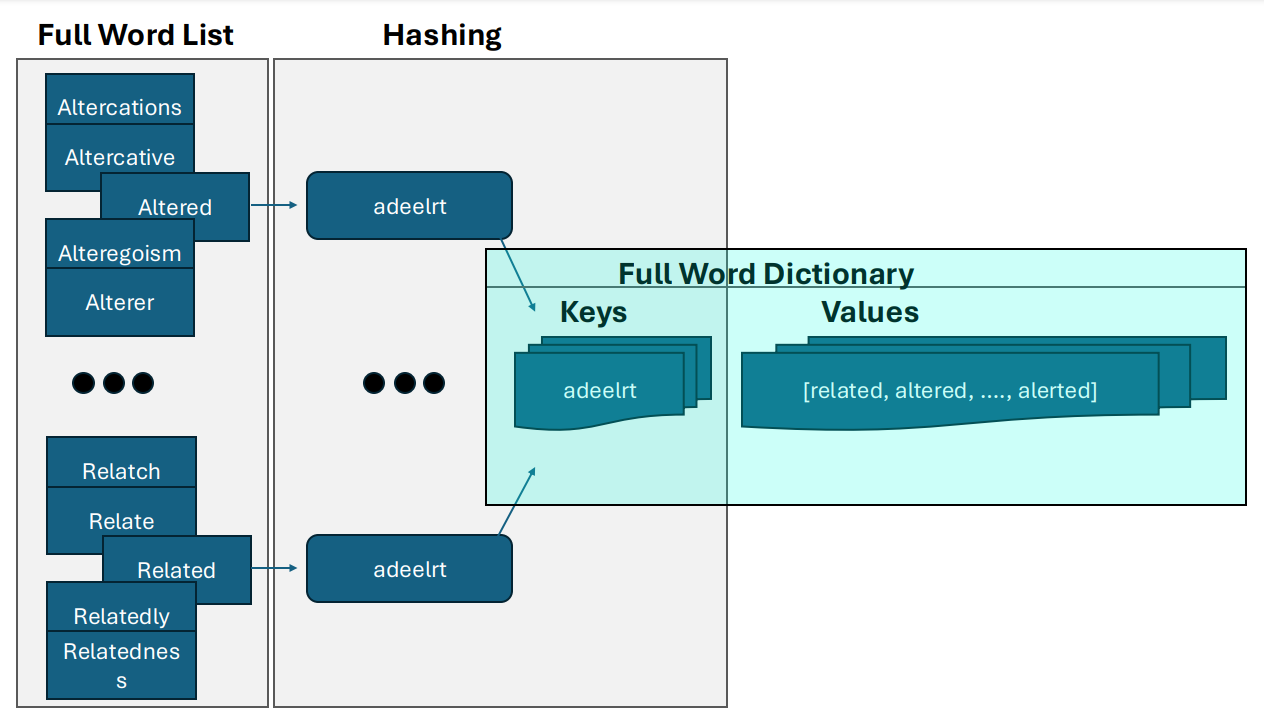 Full Word List
Hashing
Altercations
Altercative
Altered
Alteregoism
Alterer
adeelrt
Full Word Dictionary
Keys
Values
adeelrt
[related, altered, ...., alerted]
Relatch
Relate
Related
Relatedly
Relatednes
s
adeelrt